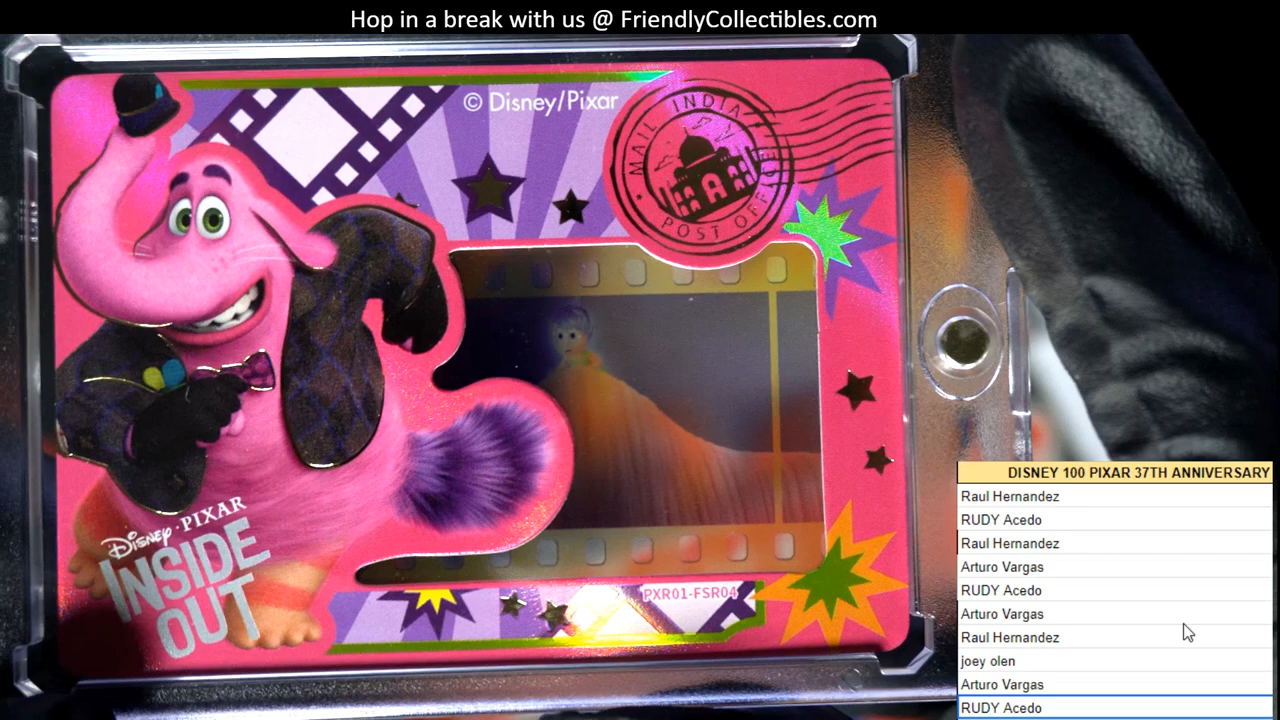 Hop in a break with us @ FriendlyCollectibles.com
© Disney/Pixar
MAIL INDIA
POST OFFICE
Disney·PIXAR
INSIDE
OUT
PXR01-FSR04
DISNEY 100 PIXAR 37TH ANNIVERSARY
Raul Hernandez
RUDY Acedo
Raul Hernandez
Arturo Vargas
RUDY Acedo
Arturo Vargas
Raul Hernandez
joey olen
Arturo Vargas
RUDY Acedo